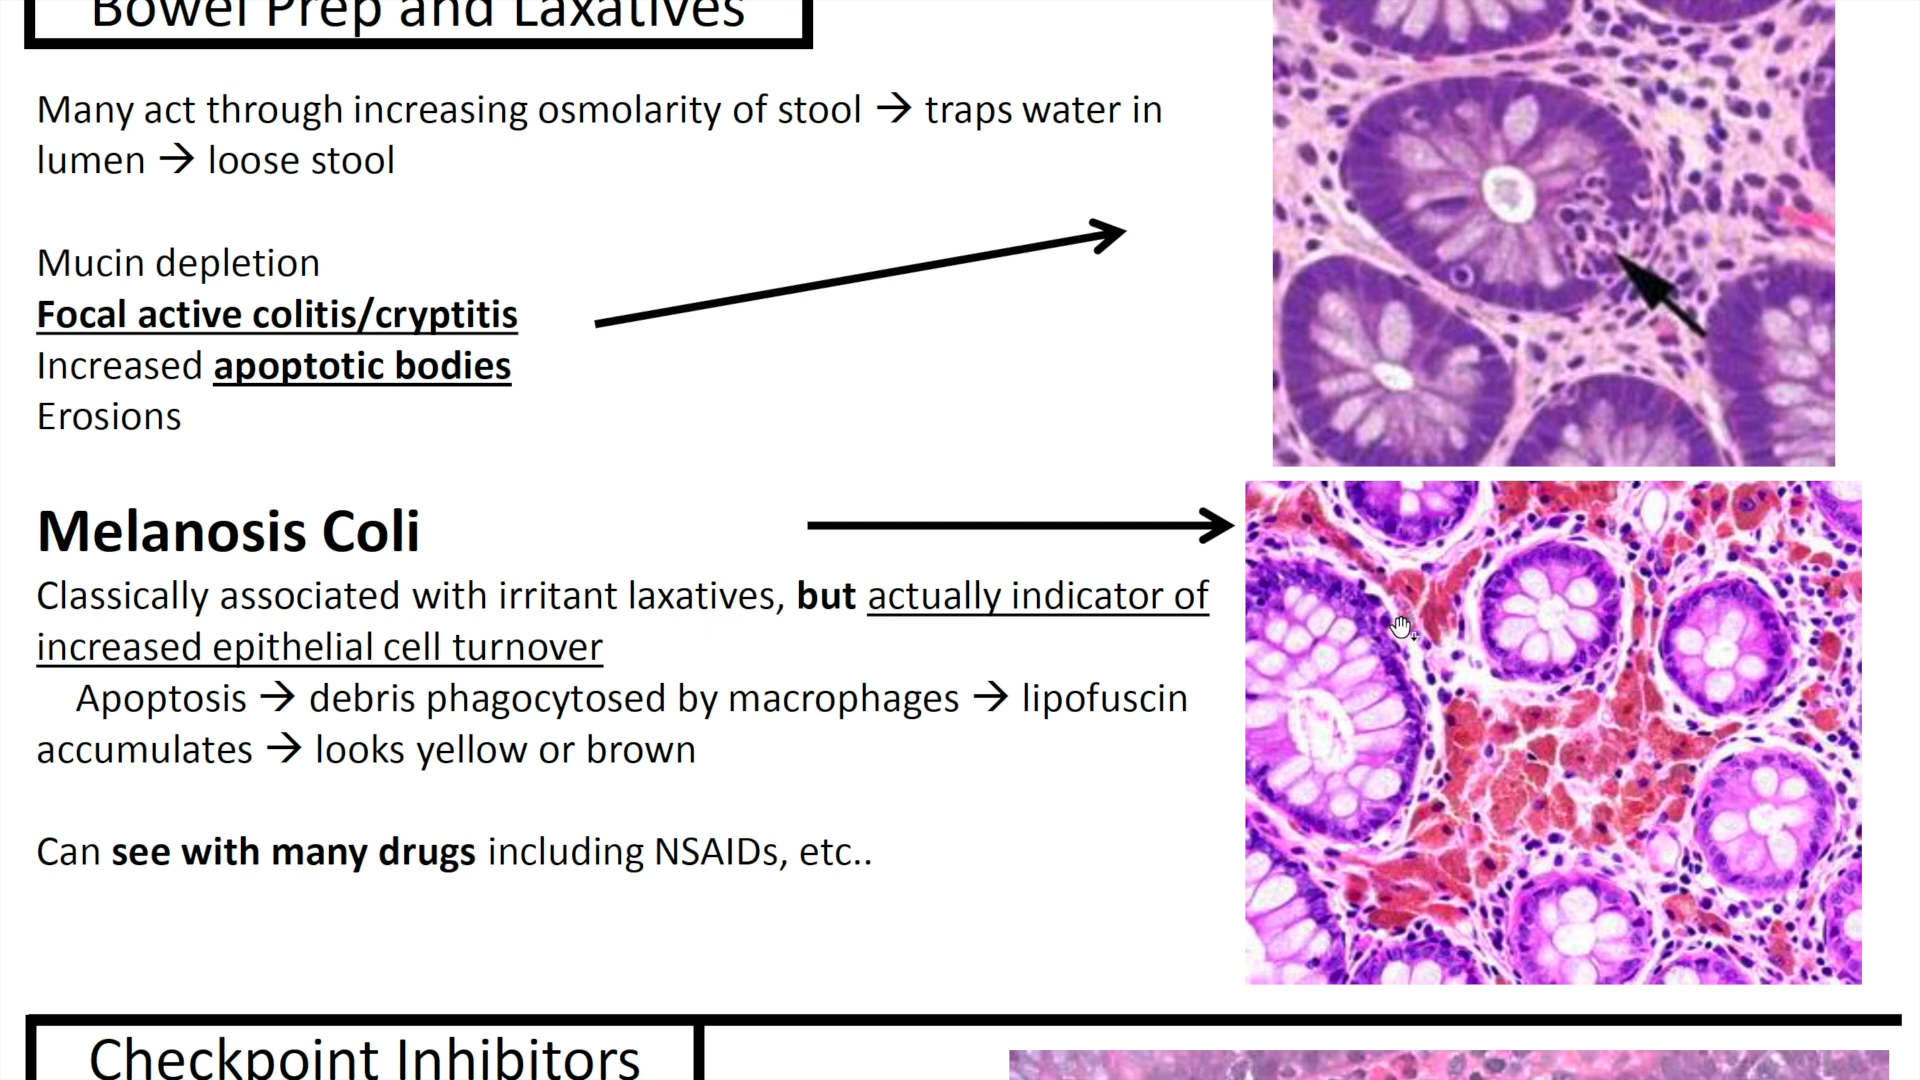 Bowel Prep and Laxatives
Many act through increasing osmolarity of stool → traps water in
lumen → loose stool
Mucin depletion
Focal active colitis/cryptitis
Increased apoptotic bodies
Erosions
Melanosis Coli
Classically associated with irritant laxatives, but actually indicator of
increased epithelial cell turnover
Apoptosis → debris phagocytosed by macrophages → lipofuscin
accumulates → looks yellow or brown
Can see with many drugs including NSAIDs, etc..
Checkpoint Inhibitors